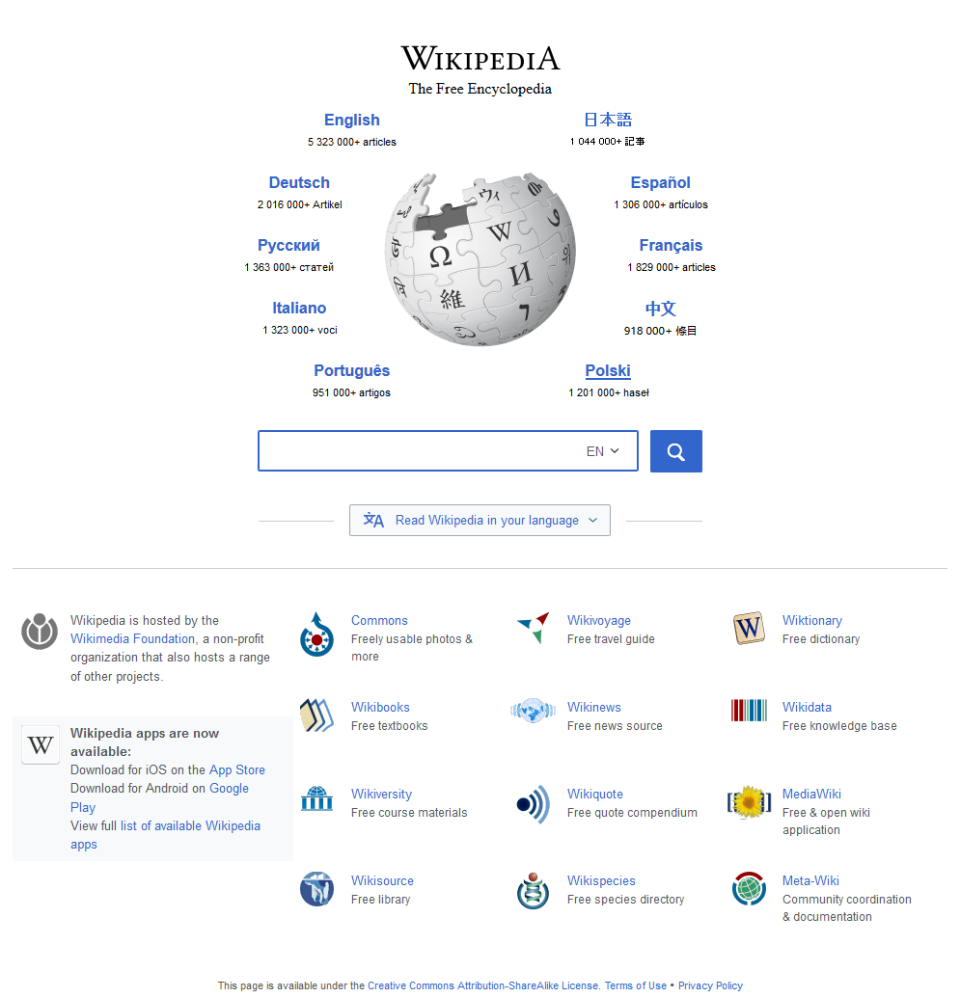 WIKIPEDIA
The Free Encyclopedia
English
5 323 000+ articles
日本語
1 044 000+ 記事
Deutsch
2 016 000+ Artikel
Español
1 306 000+ artículos
Русский
1 363 000+ статей
Français
1 829 000+ articles
Italiano
1 323 000+ voci
中文
918 000+ 條目
Português
951 000+ artigos
Polski
1 201 000+ haseł
Ω
W
И
維
ウィ
7
EN
Read Wikipedia in your language
Wikipedia is hosted by the
Wikimedia Foundation, a non-profit
organization that also hosts a range
of other projects.
W
Wikipedia apps are now
available:
Download for iOS on the App Store
Download for Android on Google
Play
View full list of available Wikipedia
apps
Commons
Freely usable photos &
more
Wikivoyage
Free travel guide
W
Wiktionary
Free dictionary
Wikibooks
Free textbooks
Wikinews
Free news source
Wikidata
Free knowledge base
Wikiversity
Free course materials
Wikiquote
Free quote compendium
MediaWiki
Free & open wiki
application
Wikisource
Free library
Wikispecies
Free species directory
Meta-Wiki
Community coordination
& documentation
This page is available under the Creative Commons Attribution-ShareAlike License. Terms of Use • Privacy Policy